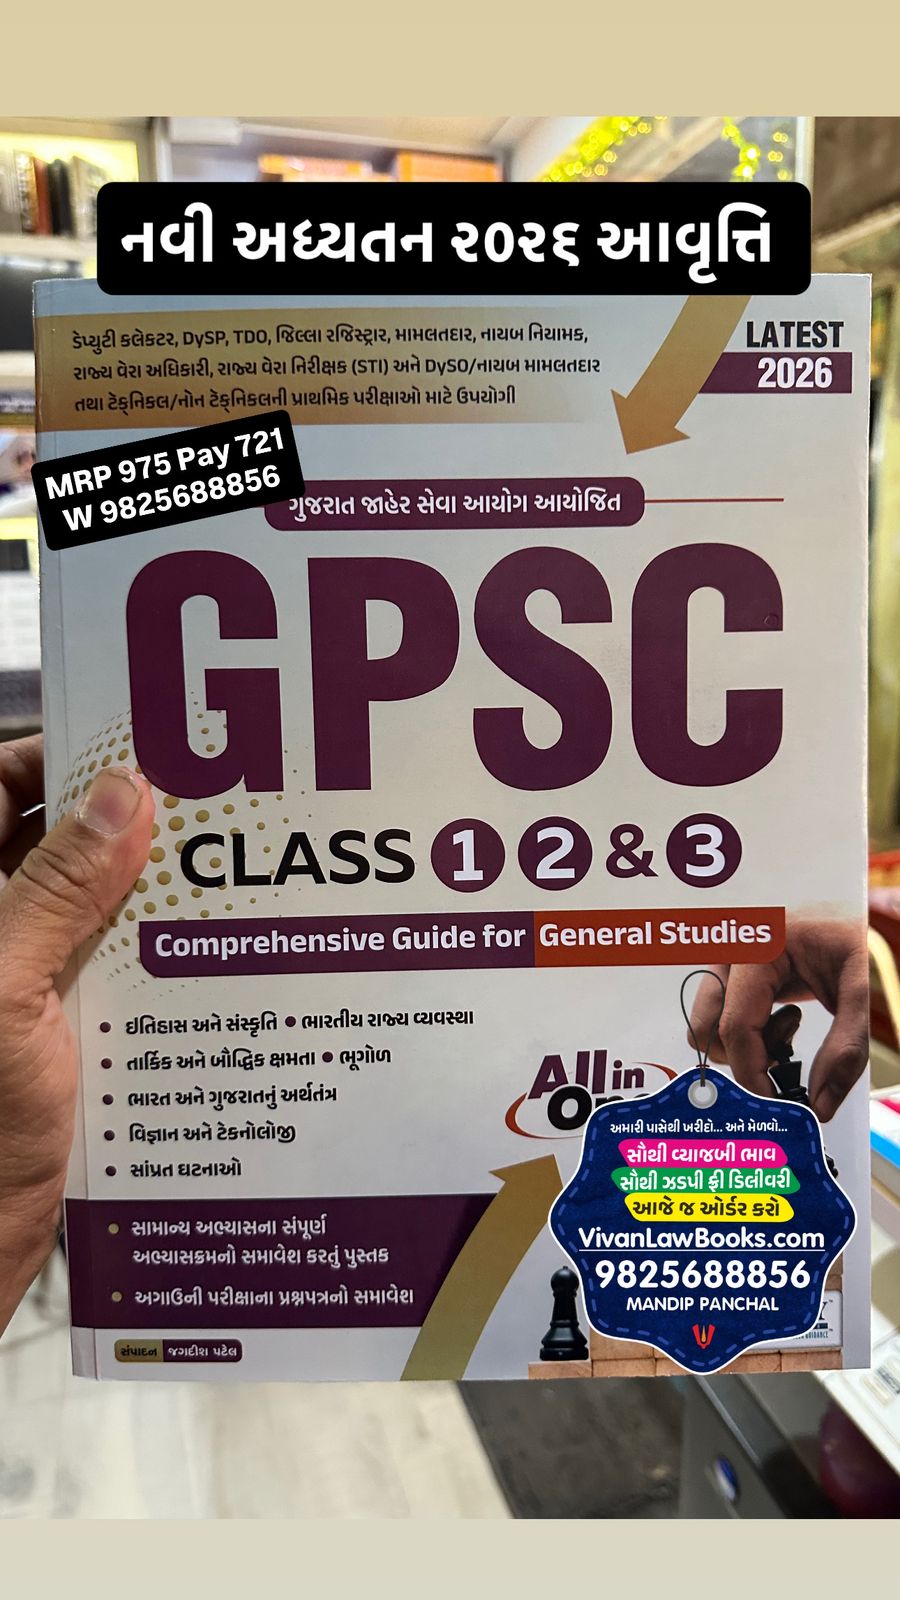 નવી અધ્યતન ૨૦૨૬ આવૃત્તિ
ડેપ્યુટી કલેકટર, DySP, TDO, જિલ્લા રજિસ્ટ્રાર, મામલતદાર, નાયબ નિયામક,
રાજ્ય વેરા અધિકારી, રાજ્ય વેરા નિરીક્ષક (STI) અને DySO/નાયબ મામલતદાર
તથા ટેક્નિકલ/નોન ટેક્નિકલની પ્રાથમિક પરીક્ષાઓ માટે ઉપયોગી
LATEST
2026
MRP 975 Pay 721
W 9825688856
ગુજરાત જાહેર સેવા આયોગ આયોજિત
GPSC
CLASS 1 2 & 3
Comprehensive Guide for General Studies
• ઇતિહાસ અને સંસ્કૃતિ • ભારતીય રાજ્ય વ્યવસ્થા
• તાર્કિક અને બૌદ્ધિક ક્ષમતા • ભૂગોળ
• ભારત અને ગુજરાતનું અર્થતંત્ર
• વિજ્ઞાન અને ટેકનોલોજી
• સાંપ્રત ઘટનાઓ
All in
One
• સામાન્ય અભ્યાસના સંપૂર્ણ
અભ્યાસક્રમનો સમાવેશ કરતું પુસ્તક
• અગાઉની પરીક્ષાના પ્રશ્નપત્રનો સમાવેશ
સંપાદન જગદીશ પટેલ
અમારી પાસેથી ખરીદો... અને મેળવો...
સૌથી વ્યાજબી ભાવ
સૌથી ઝડપી ફ્રી ડિલીવરી
આજે જ ઓર્ડર કરો
VivanLawBooks.com
9825688856
MANDIP PANCHAL